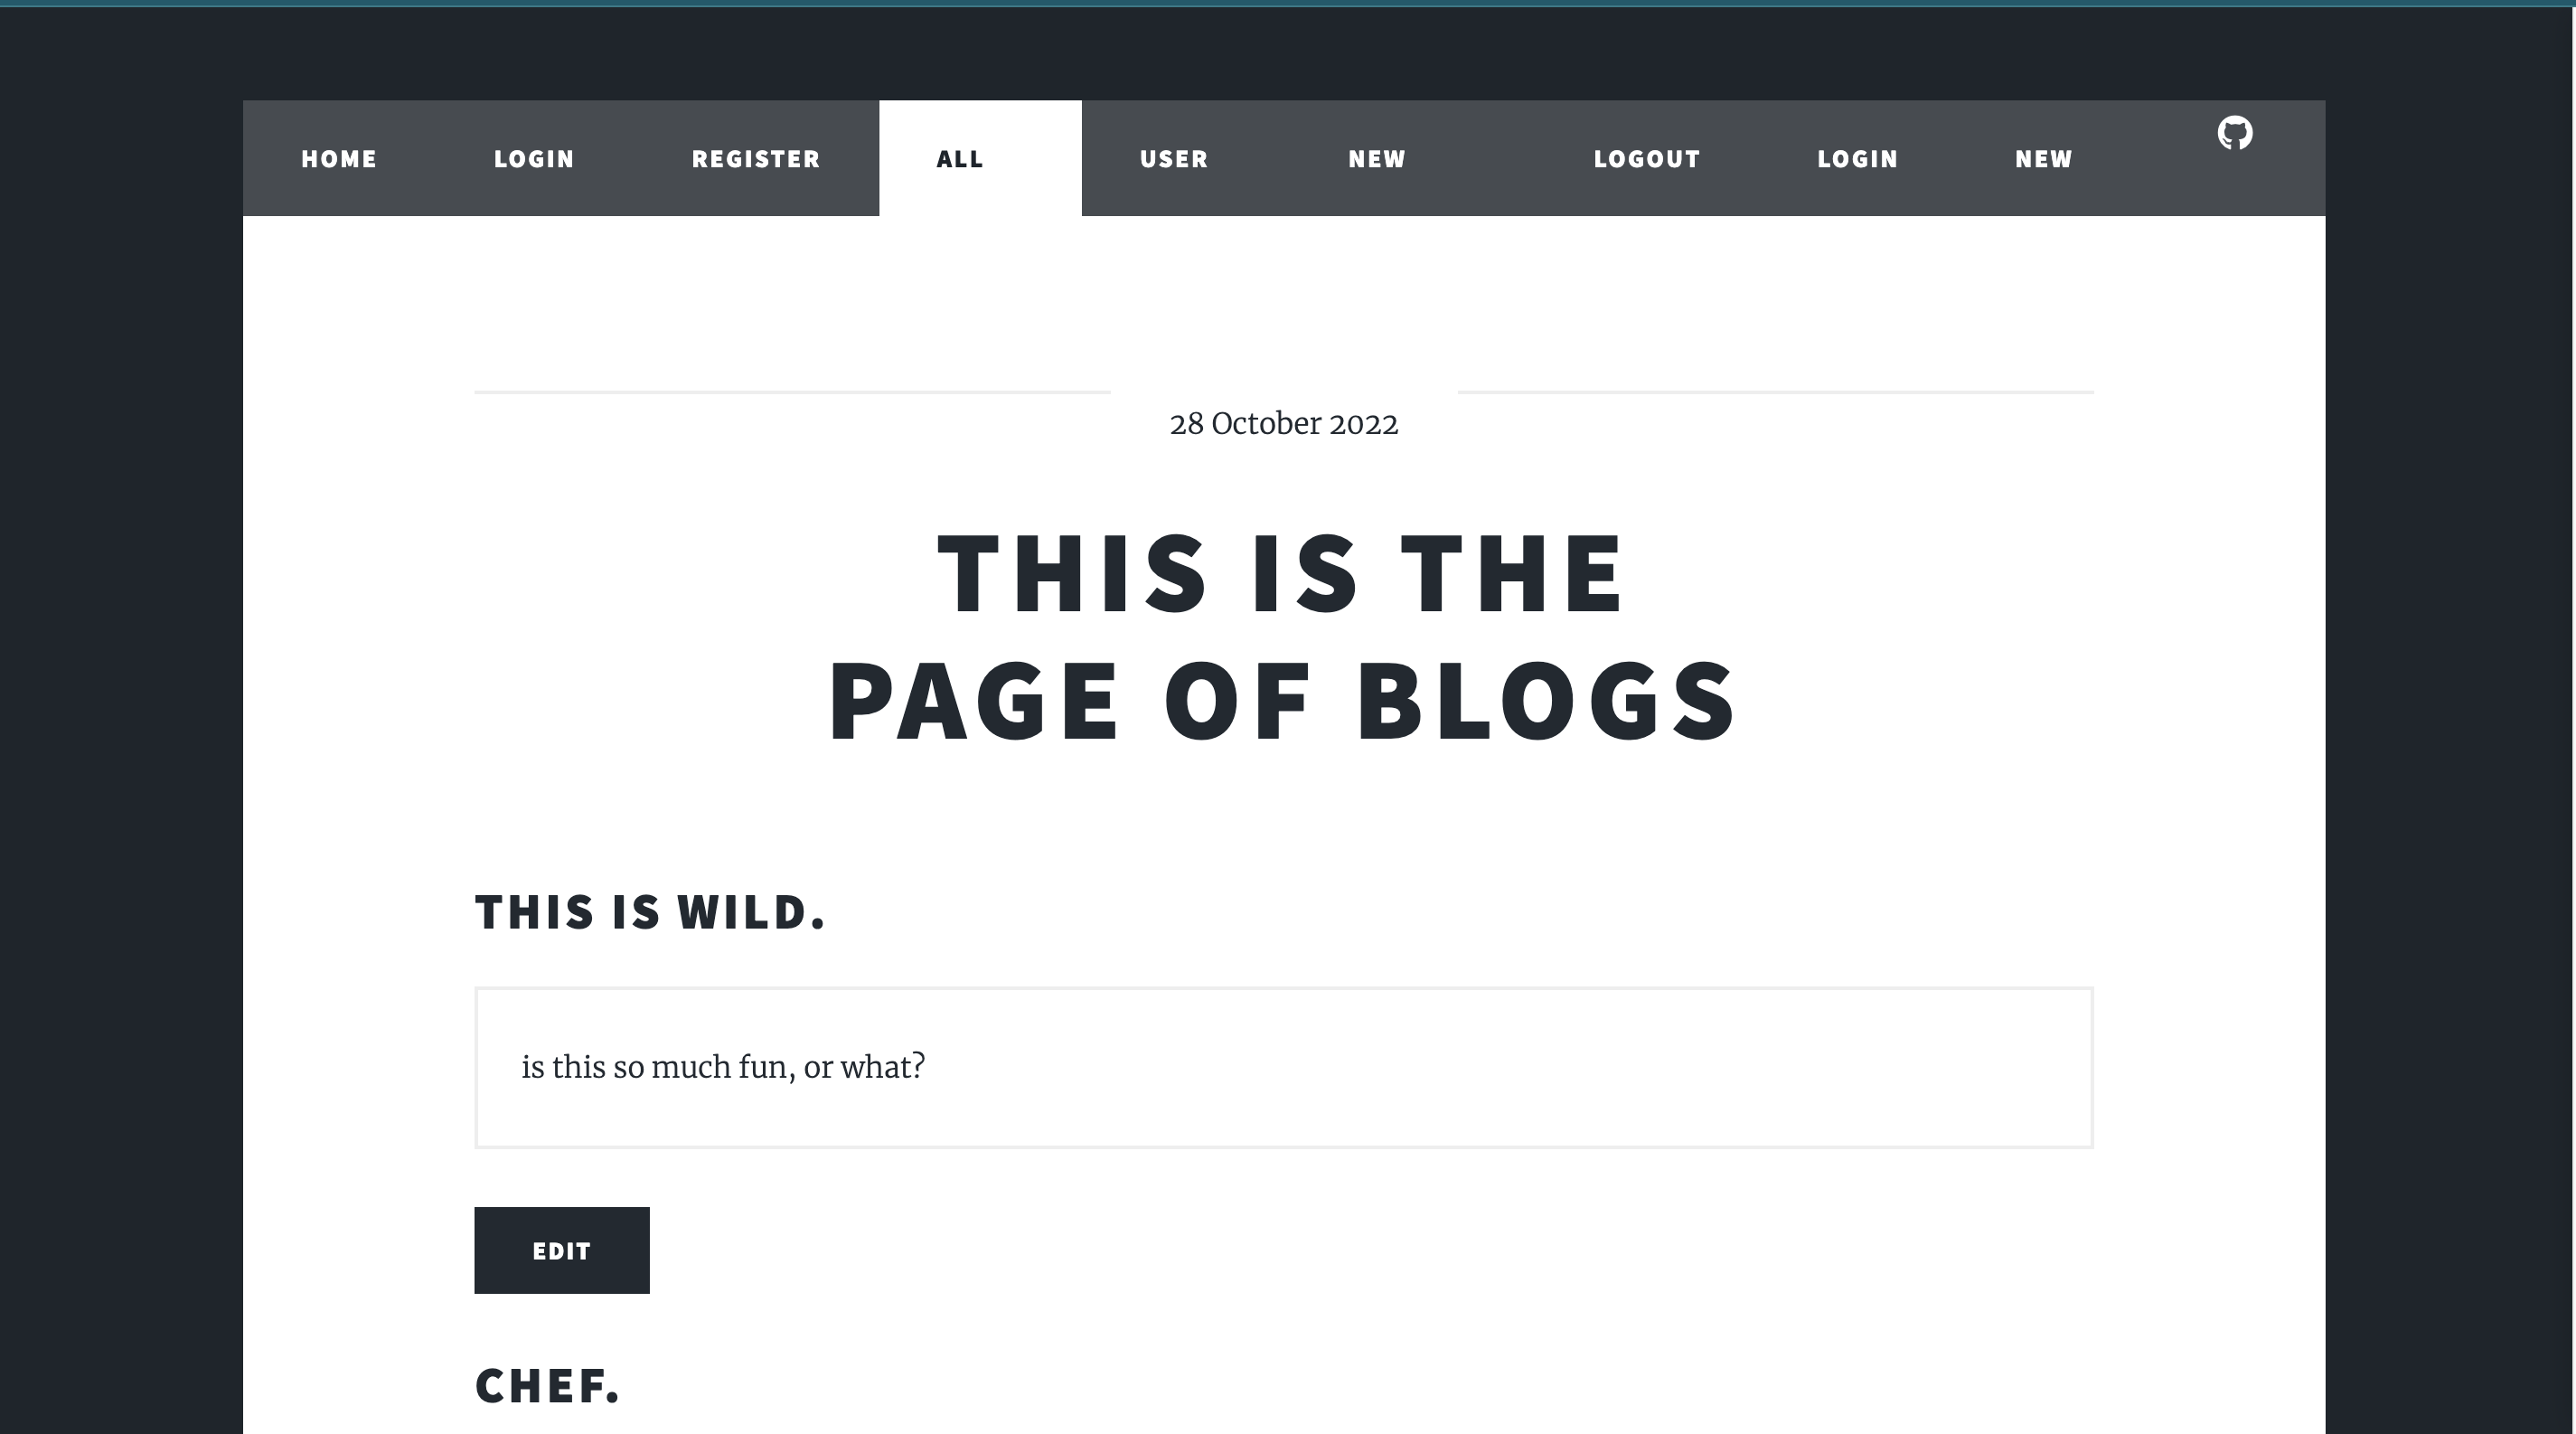 HOME LOGIN REGISTER ALL USER NEW LOGOUT LOGIN NEW
28 October 2022
THIS IS THE
PAGE OF BLOGS
THIS IS WILD.
is this so much fun, or what?
EDIT
CHEF.